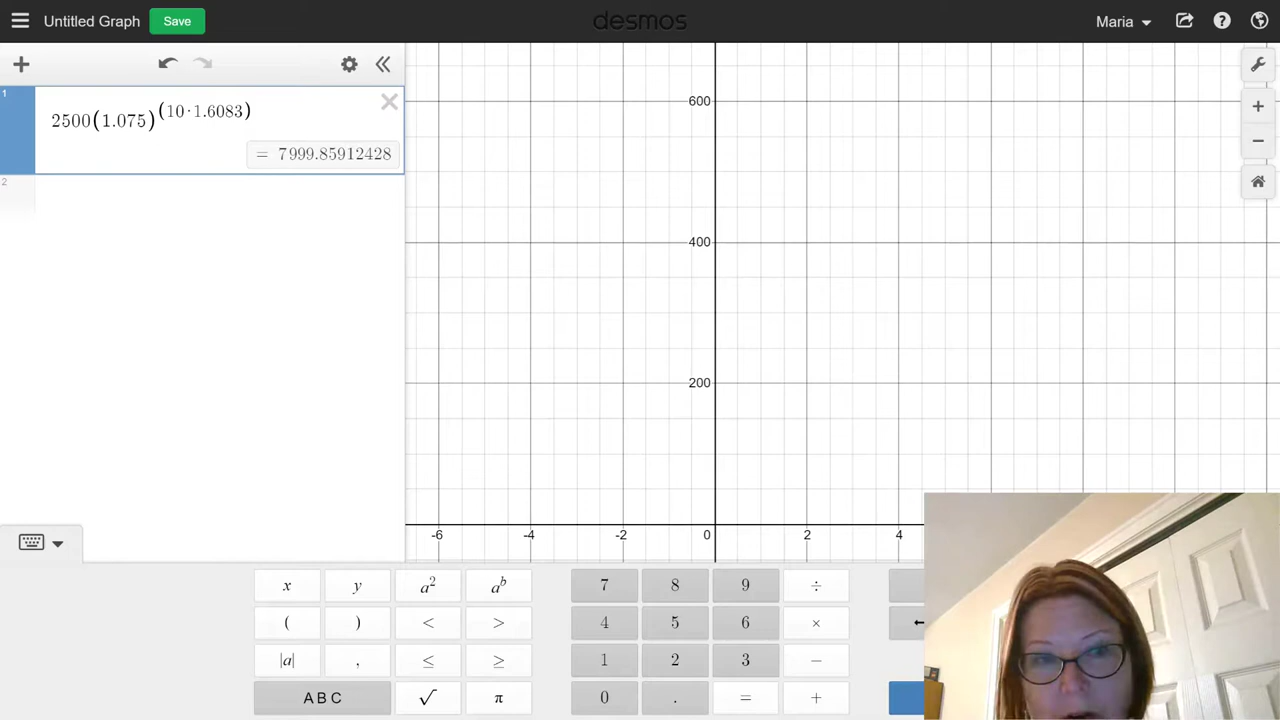 Untitled Graph Save desmos Maria
1
2500(1.075)^(10·1.6083)
= 7999.85912428
2
600
400
200
-6 -4 -2 0 2 4
x y a² aᵇ 7 8 9 ÷
( ) < > 4 5 6 ×
|a| , ≤ ≥ 1 2 3 −
A B C √ π 0 . = +